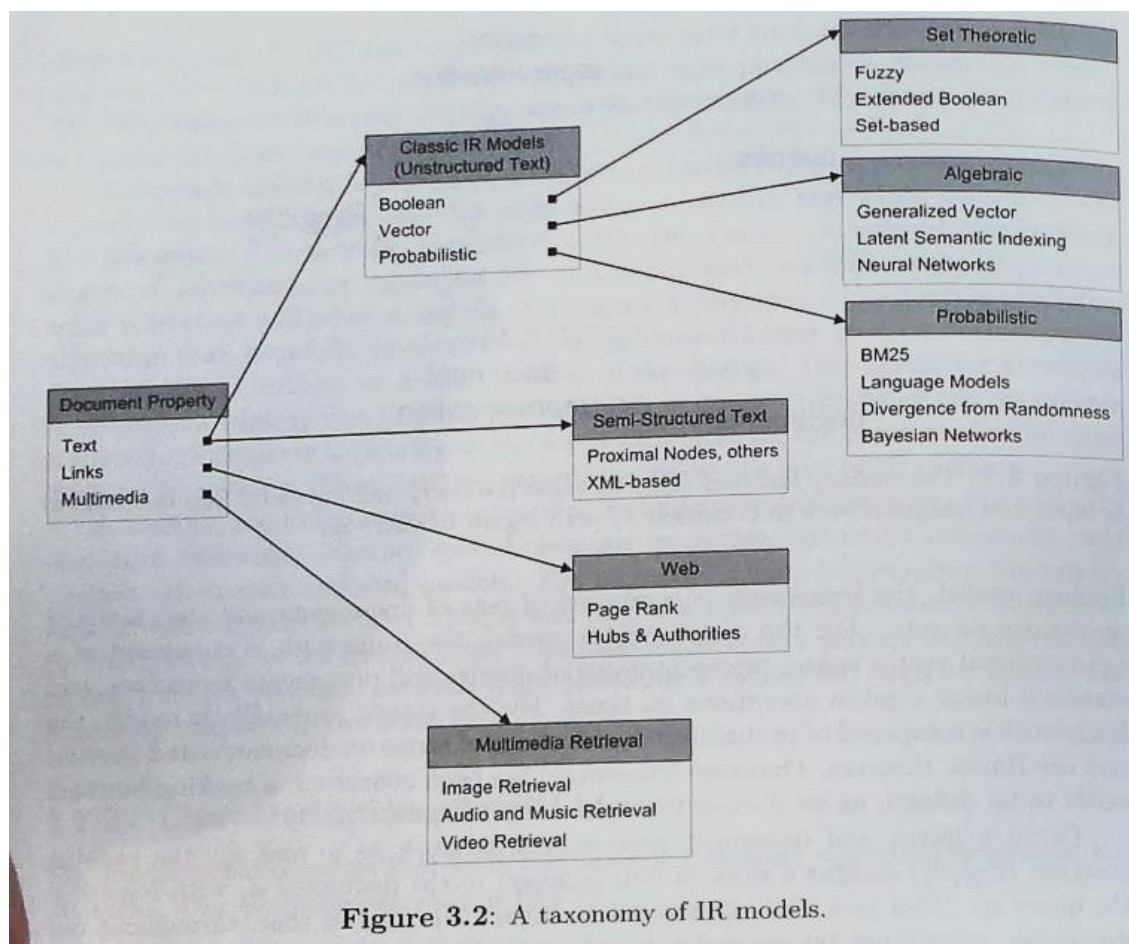 Set Theoretic
Fuzzy
Extended Boolean
Set-based
Classic IR Models
(Unstructured Text)
Boolean
Vector
Probabilistic
Algebraic
Generalized Vector
Latent Semantic Indexing
Neural Networks
Probabilistic
BM25
Language Models
Divergence from Randomness
Bayesian Networks
Document Property
Text
Links
Multimedia
Semi-Structured Text
Proximal Nodes, others
XML-based
Web
Page Rank
Hubs & Authorities
Multimedia Retrieval
Image Retrieval
Audio and Music Retrieval
Video Retrieval
Figure 3.2: A taxonomy of IR models.